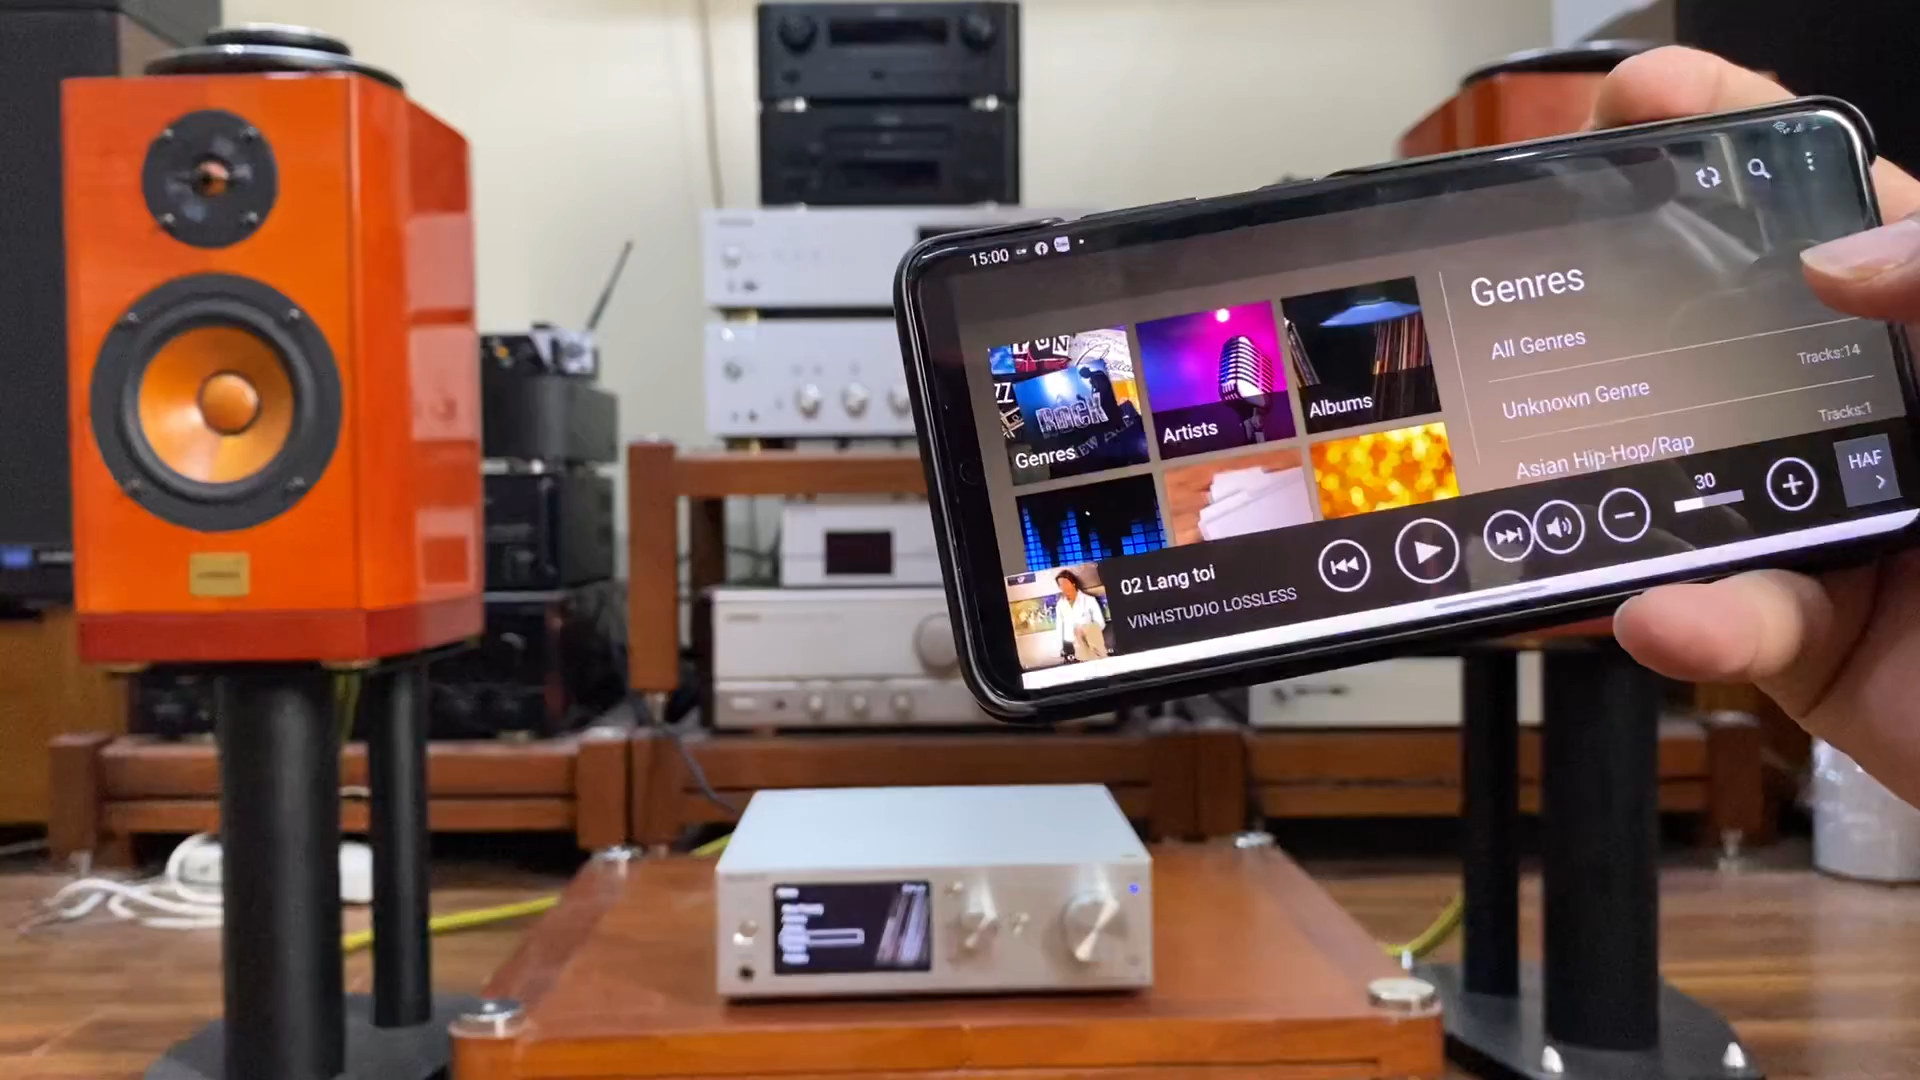 15:00
Genres
Artists
Albums
Genres
All Genres
Tracks:14
Unknown Genre
Tracks:1
Asian Hip-Hop/Rap
ROCK
02 Lang toi
VINHSTUDIO LOSSLESS
30
HAF